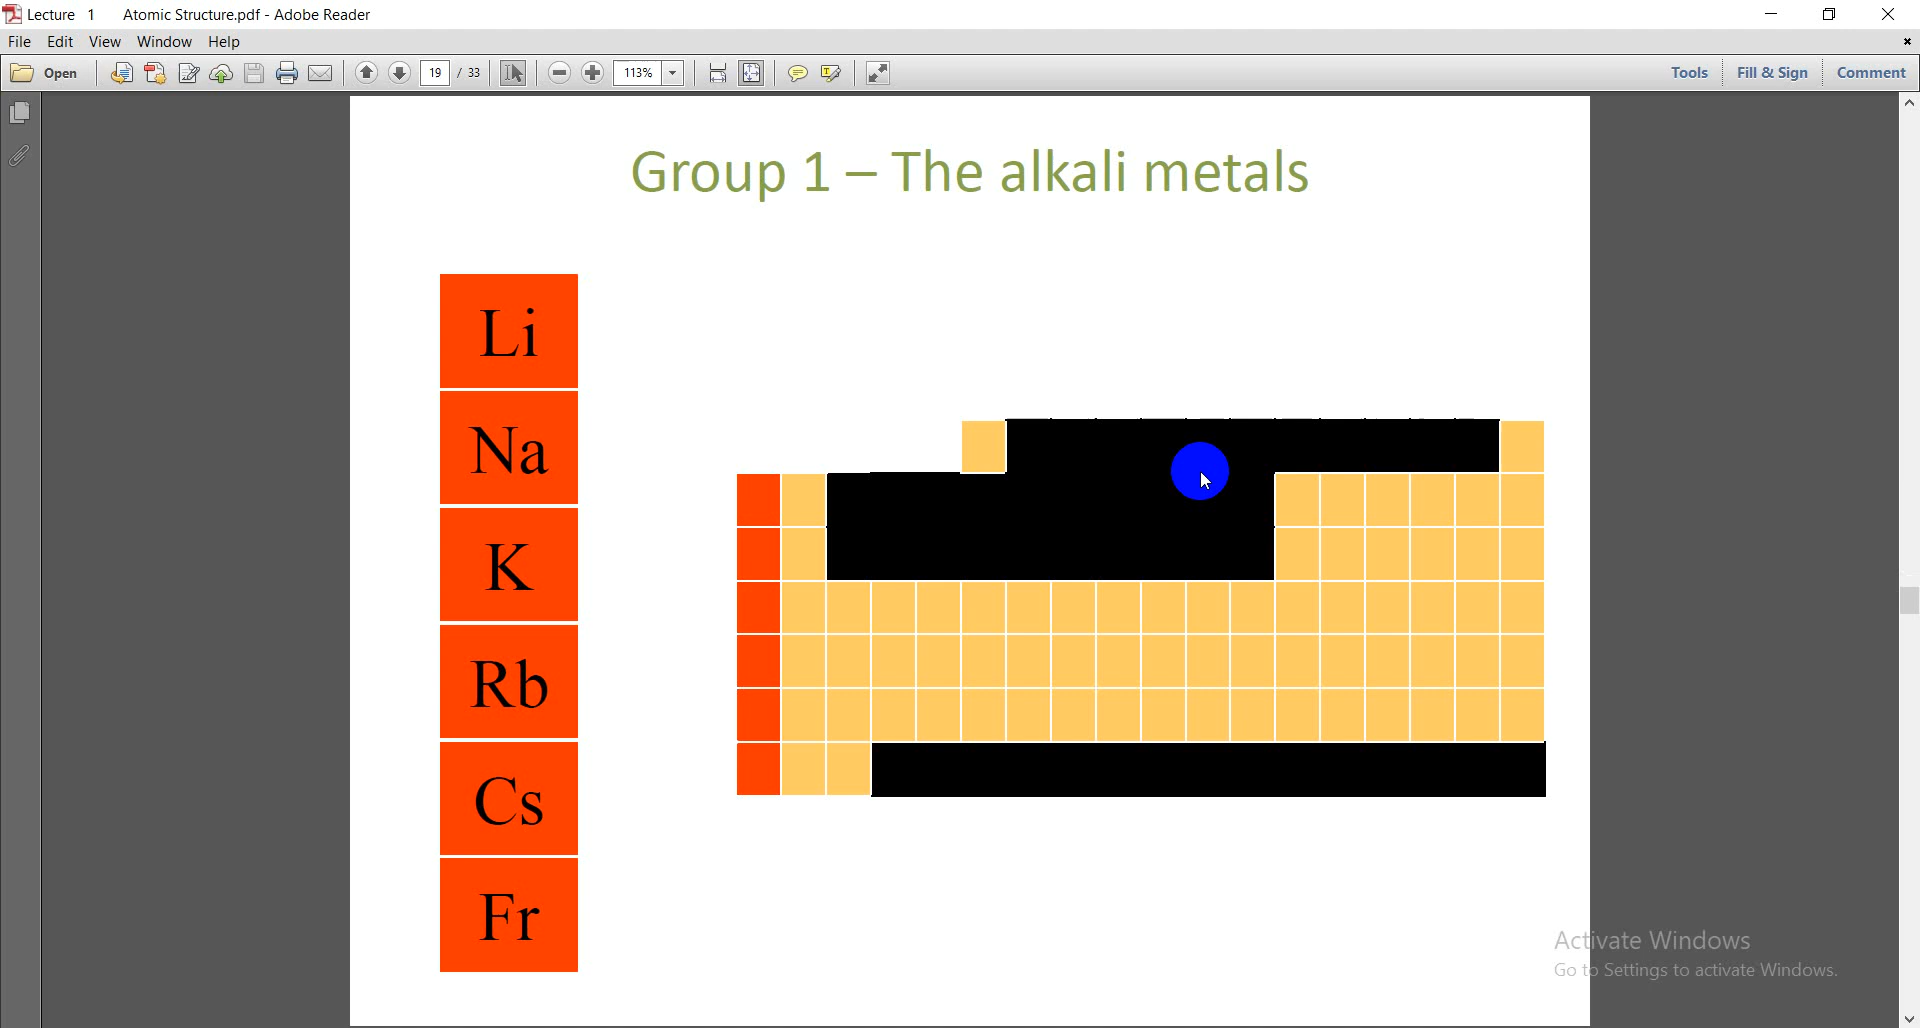 Lecture 1 Atomic Structure.pdf - Adobe Reader
File Edit View Window Help
Open 19 / 33 113% Tools Fill & Sign Comment
Group 1 – The alkali metals
Li
Na
K
Rb
Cs
Fr
Activate Windows
Go to Settings to activate Windows.